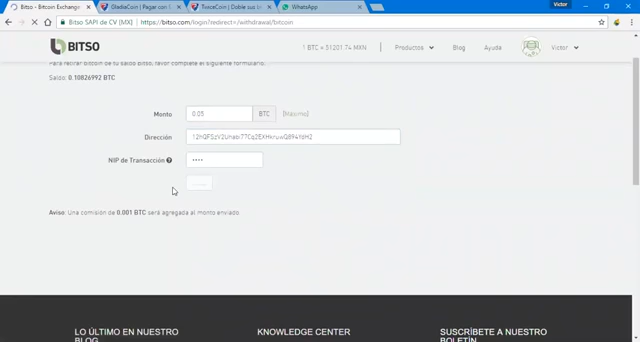 Bitso - Bitcoin Exchange
GladiaCoin | Pagar con
Doble sus
WhatsApp
Victor
Bitso SAPI de CV [MX]
https://bitso.com/login?redirect=/withdrawal/bitcoin
BITSO
1 BTC = 51201.74 MXN
Productos
Blog
Ayuda
Victor
Para retirar bitcoin de tu saldo Bitso, favor complete el siguiente formulario.
Saldo: 0.10826992 BTC
Monto
0.05
BTC
[Máximo]
Dirección
NIP de Transacción
••••
Aviso: Una comisión de 0.001 BTC será agregada al monto enviado.
LO ÚLTIMO EN NUESTRO
BLOG
KNOWLEDGE CENTER
SUSCRÍBETE A NUESTRO
BOLETÍN